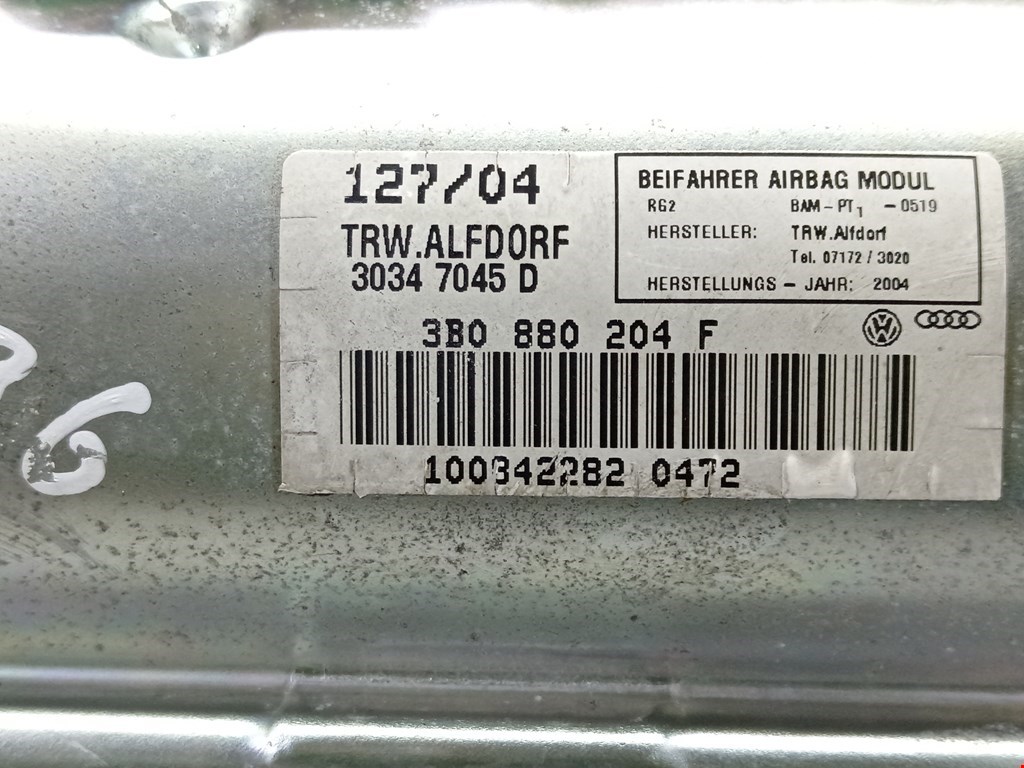 127/04
TRW.ALFDORF
3034 7045 D
BEIFAHRER AIRBAG MODUL
RG2 BAM-PT1 -0519
HERSTELLER: TRW.Alfdorf
Tel. 07172/3020
HERSTELLUNGS - JAHR: 2004
3B0 880 204 F
100342282 0472
6